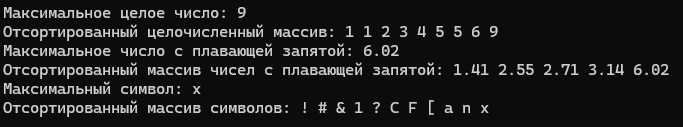 Максимальное целое число: 9
Отсортированный целочисленный массив: 1 1 2 3 4 5 5 6 9
Максимальное число с плавающей запятой: 6.02
Отсортированный массив чисел с плавающей запятой: 1.41 2.55 2.71 3.14 6.02
Максимальный символ: x
Отсортированный массив символов: ! # & 1 ? C F [ a n x